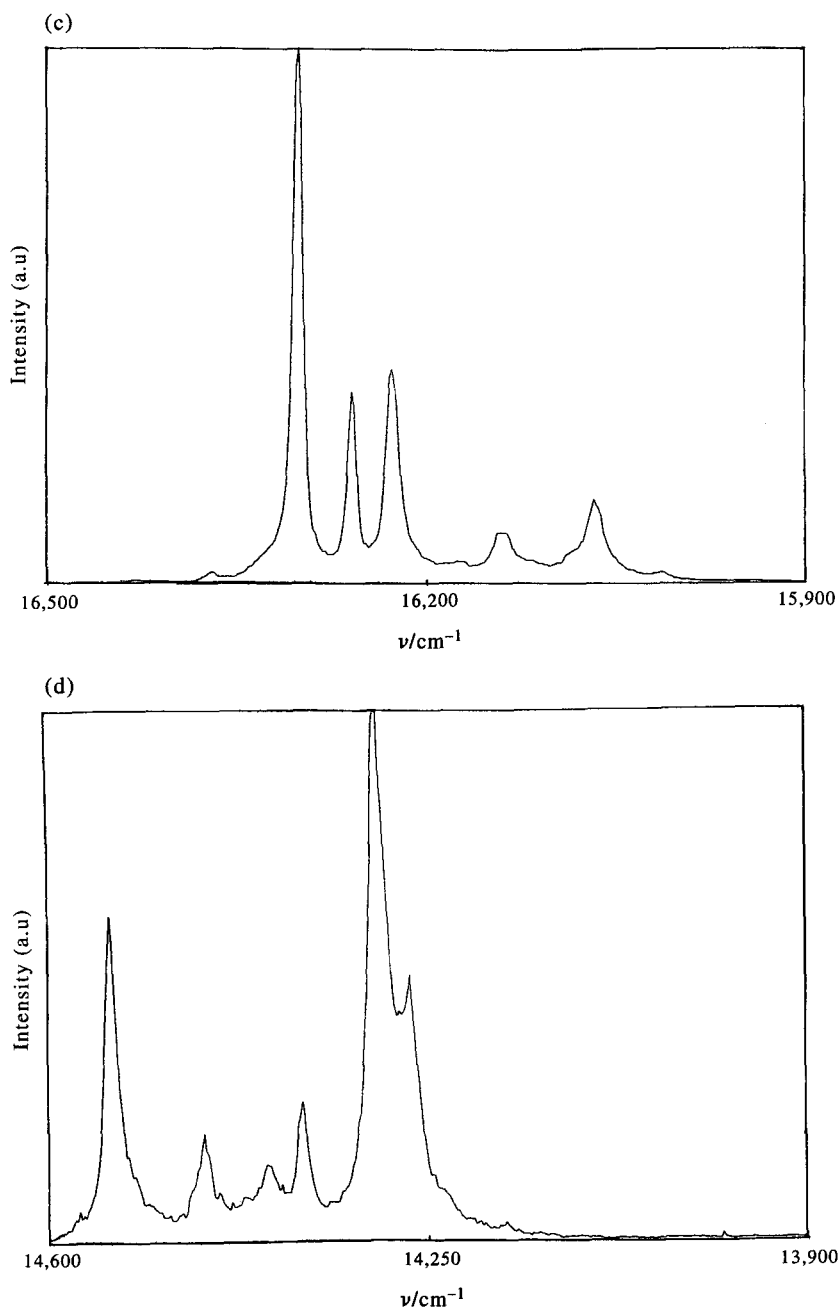 (c)
Intensity (a.u)
16,500
16,200
15,900
ν/cm⁻¹
(d)
Intensity (a.u)
14,600
14,250
13,900
ν/cm⁻¹